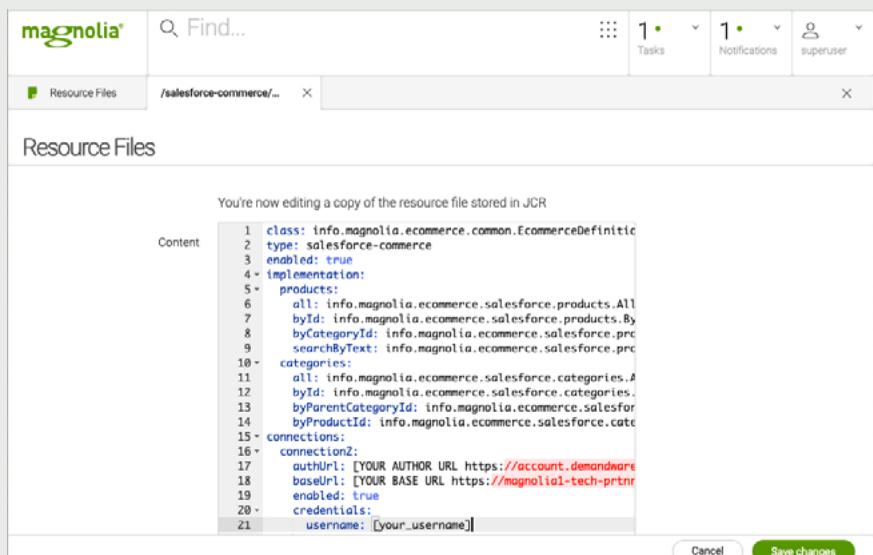 magnolia®
Find...
1
Tasks
1
Notifications
superuser
Resource Files
/salesforce-commerce/...
Resource Files
You're now editing a copy of the resource file stored in JCR
Content
1 class: info.magnolia.ecommerce.common.EcommerceDefinitic
2 type: salesforce-commerce
3 enabled: true
4 implementation:
5 products:
6 all: info.magnolia.ecommerce.salesforce.products.All
7 byId: info.magnolia.ecommerce.salesforce.products.By
8 byCategoryId: info.magnolia.ecommerce.salesforce.prc
9 searchByText: info.magnolia.ecommerce.salesforce.prc
10 categories:
11 all: info.magnolia.ecommerce.salesforce.categories.A
12 byId: info.magnolia.ecommerce.salesforce.categories.
13 byParentCategoryId: info.magnolia.ecommerce.salesfor
14 byProductId: info.magnolia.ecommerce.salesforce.cate
15 connections:
16 connection2:
17 authUrl: [YOUR AUTHOR URL https://account.demandware
18 baseUrl: [YOUR BASE URL https://magnolia1-tech-prtnr
19 enabled: true
20 credentials:
21 username: [your_username]
Cancel
Save changes